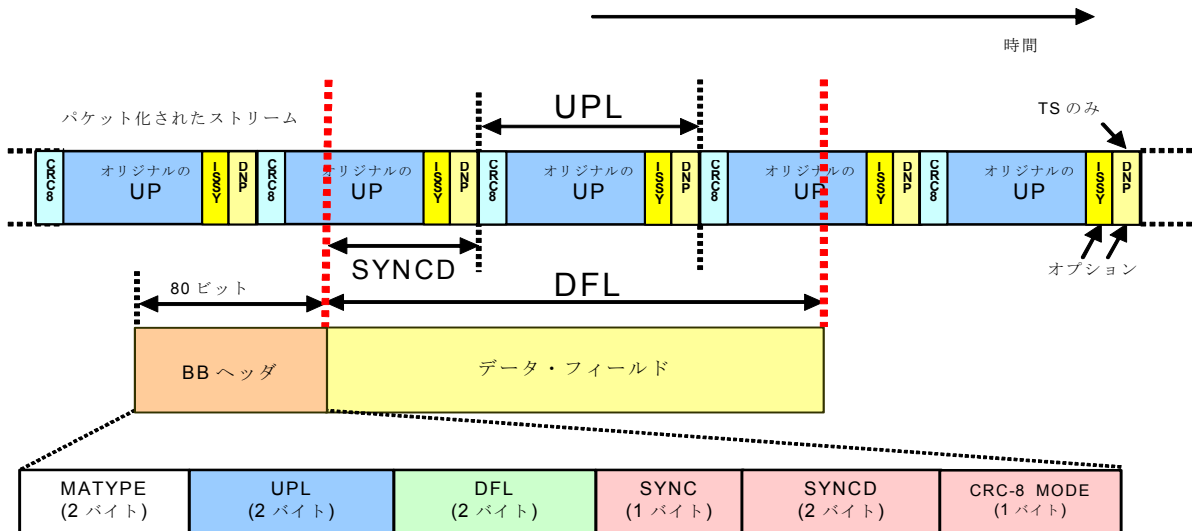 時間
UPL
TS のみ
パケット化されたストリーム
CRC8
オリジナルの
UP
ISSY
DNP
CRC8
オリジナルの
UP
ISSY
DNP
CRC8
オリジナルの
UP
ISSY
DNP
CRC8
オリジナルの
UP
ISSY
DNP
CRC8
オリジナルの
UP
ISSY
DNP
SYNCD
オプション
80 ビット
DFL
BB ヘッダ
データ・フィールド
MATYPE
(2 バイト)
UPL
(2 バイト)
DFL
(2 バイト)
SYNC
(1 バイト)
SYNCD
(2 バイト)
CRC-8 MODE
(1 バイト)